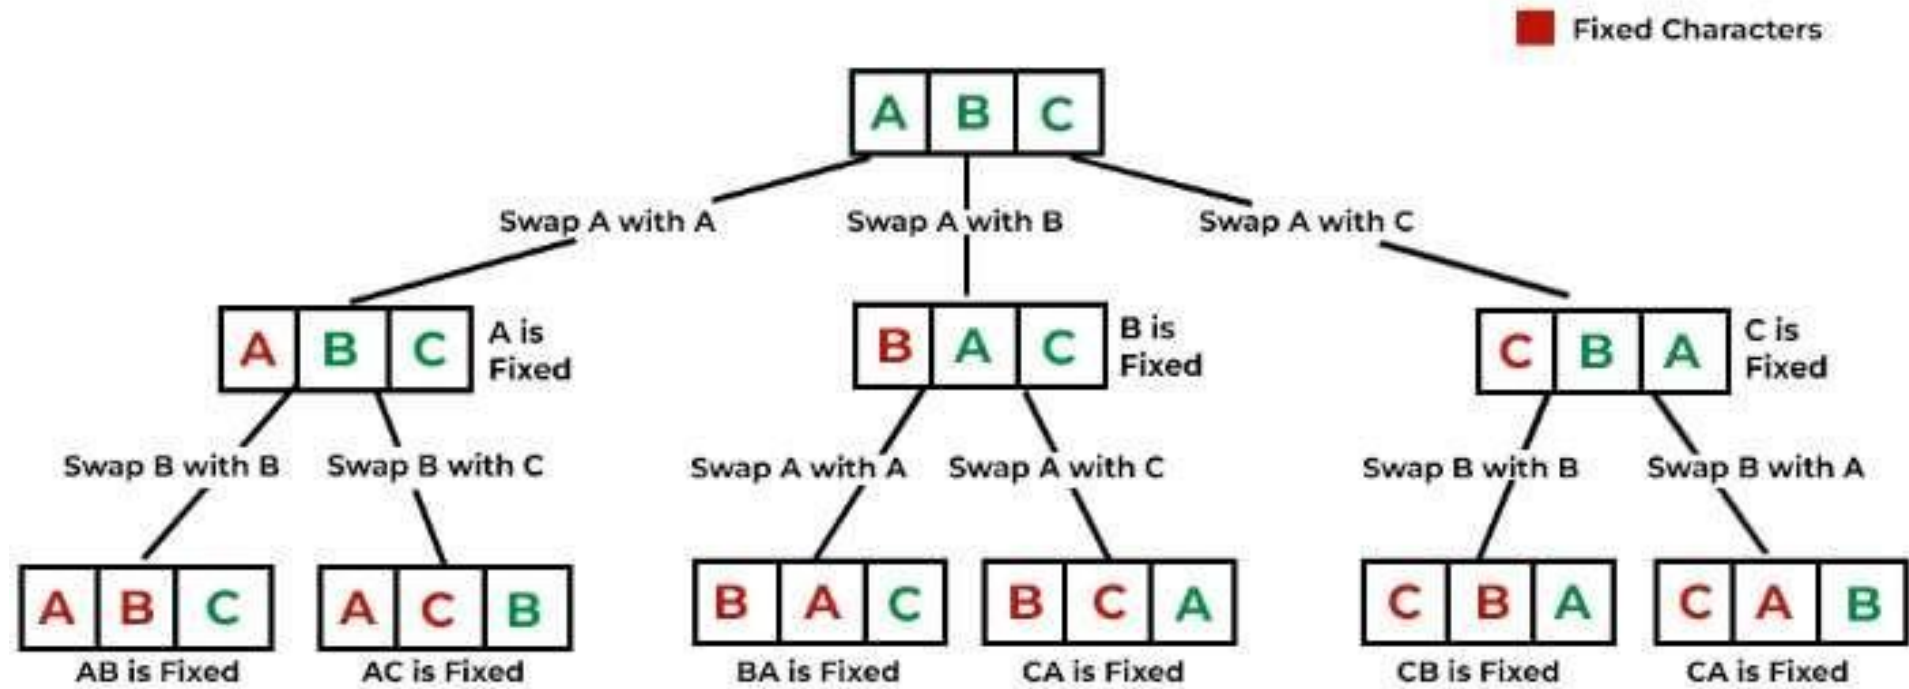 Fixed Characters
A B C
Swap A with A
Swap A with B
Swap A with C
A B C
A is
Fixed
B A C
B is
Fixed
C B A
C is
Fixed
Swap B with B
Swap B with C
Swap A with A
Swap A with C
Swap B with B
Swap B with A
A B C
A C B
B A C
B C A
C B A
C A B
AB is Fixed
AC is Fixed
BA is Fixed
CA is Fixed
CB is Fixed
CA is Fixed